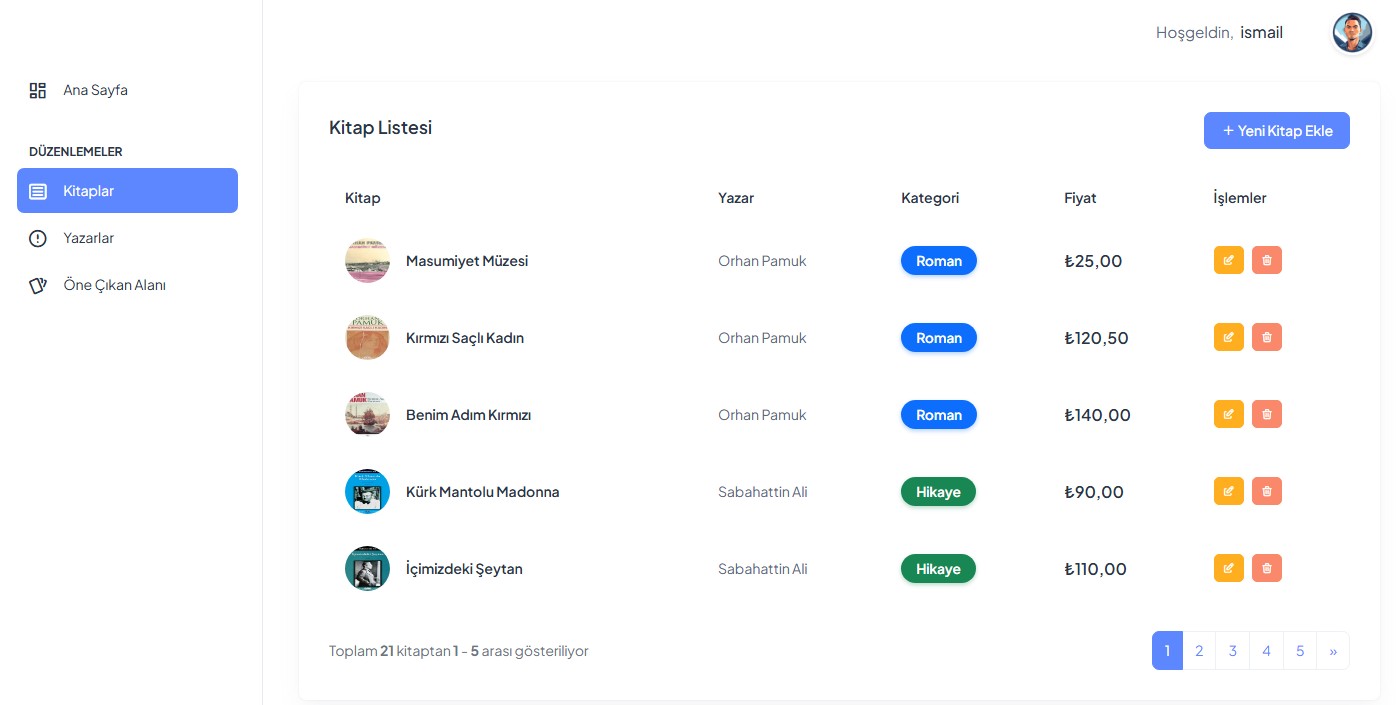 Hoşgeldin, ismail
Ana Sayfa
DÜZENLEMELER
Kitaplar
Yazarlar
Öne Çıkan Alanı
Kitap Listesi
+ Yeni Kitap Ekle
Kitap Yazar Kategori Fiyat İşlemler
Masumiyet Müzesi Orhan Pamuk Roman ₺25,00
Kırmızı Saçlı Kadın Orhan Pamuk Roman ₺120,50
Benim Adım Kırmızı Orhan Pamuk Roman ₺140,00
Kürk Mantolu Madonna Sabahattin Ali Hikaye ₺90,00
İçimizdeki Şeytan Sabahattin Ali Hikaye ₺110,00
Toplam 21 kitaptan 1 - 5 arası gösteriliyor
1 2 3 4 5 »